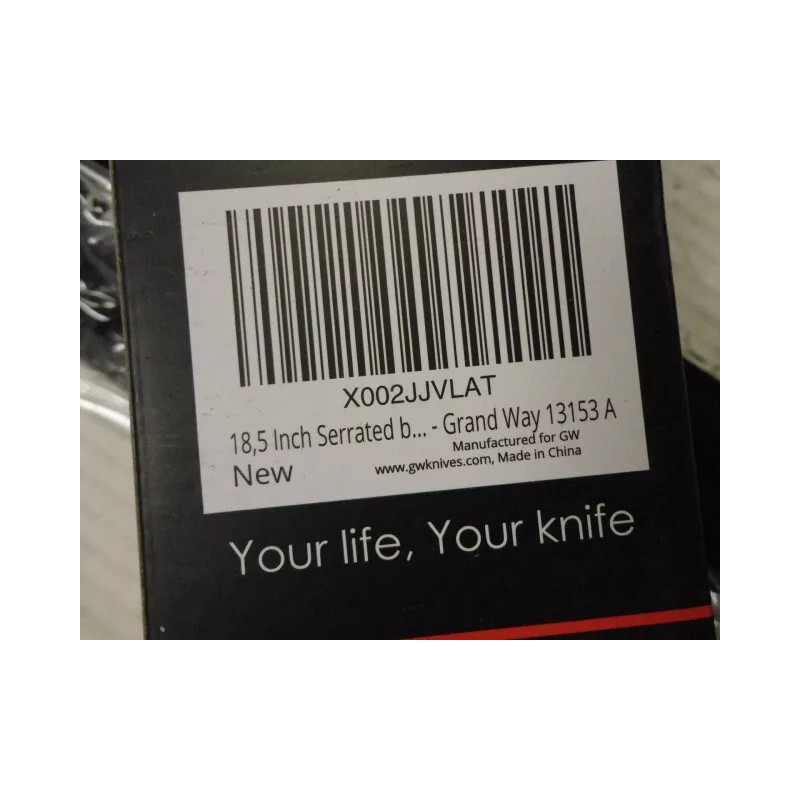 X002JJVLAT
18,5 Inch Serrated b... - Grand Way 13153 A
New
Manufactured for GW
www.gwknives.com, Made in China
Your life, Your knife